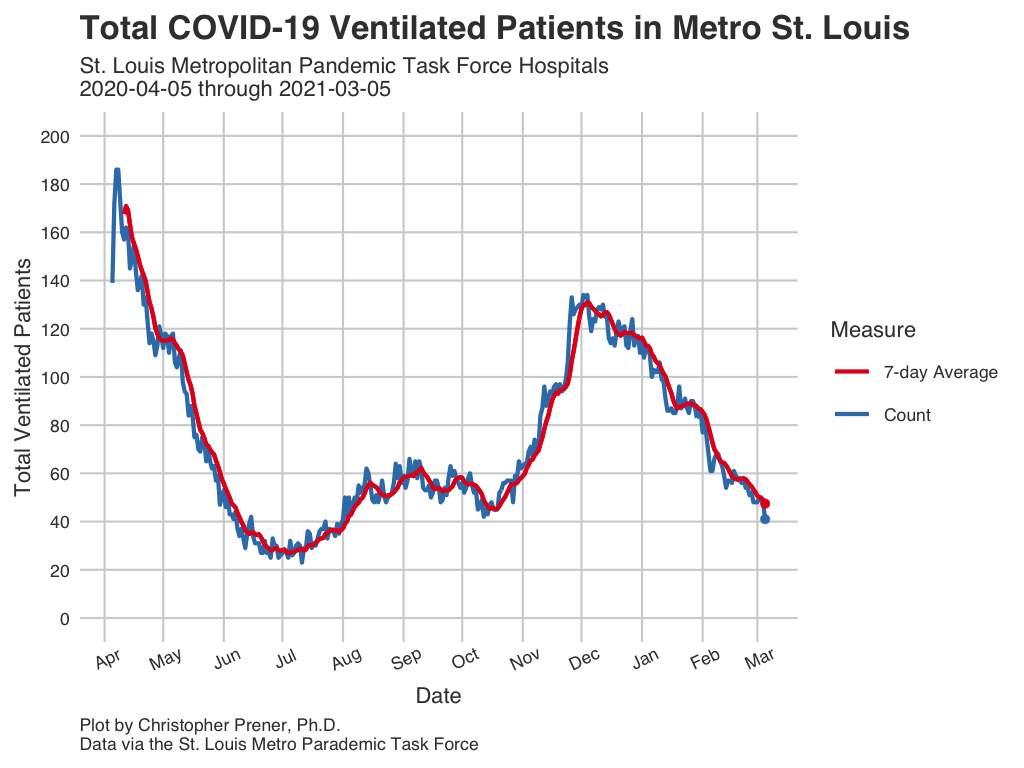 Total COVID-19 Ventilated Patients in Metro St. Louis
St. Louis Metropolitan Pandemic Task Force Hospitals
2020-04-05 through 2021-03-05
Total Ventilated Patients
200
180
160
140
120
100
80
60
40
20
0
Apr
May
Jun
Jul
Aug
Sep
Oct
Nov
Dec
Jan
Feb
Mar
Date
Measure
7-day Average
Count
Plot by Christopher Prener, Ph.D.
Data via the St. Louis Metro Parademic Task Force